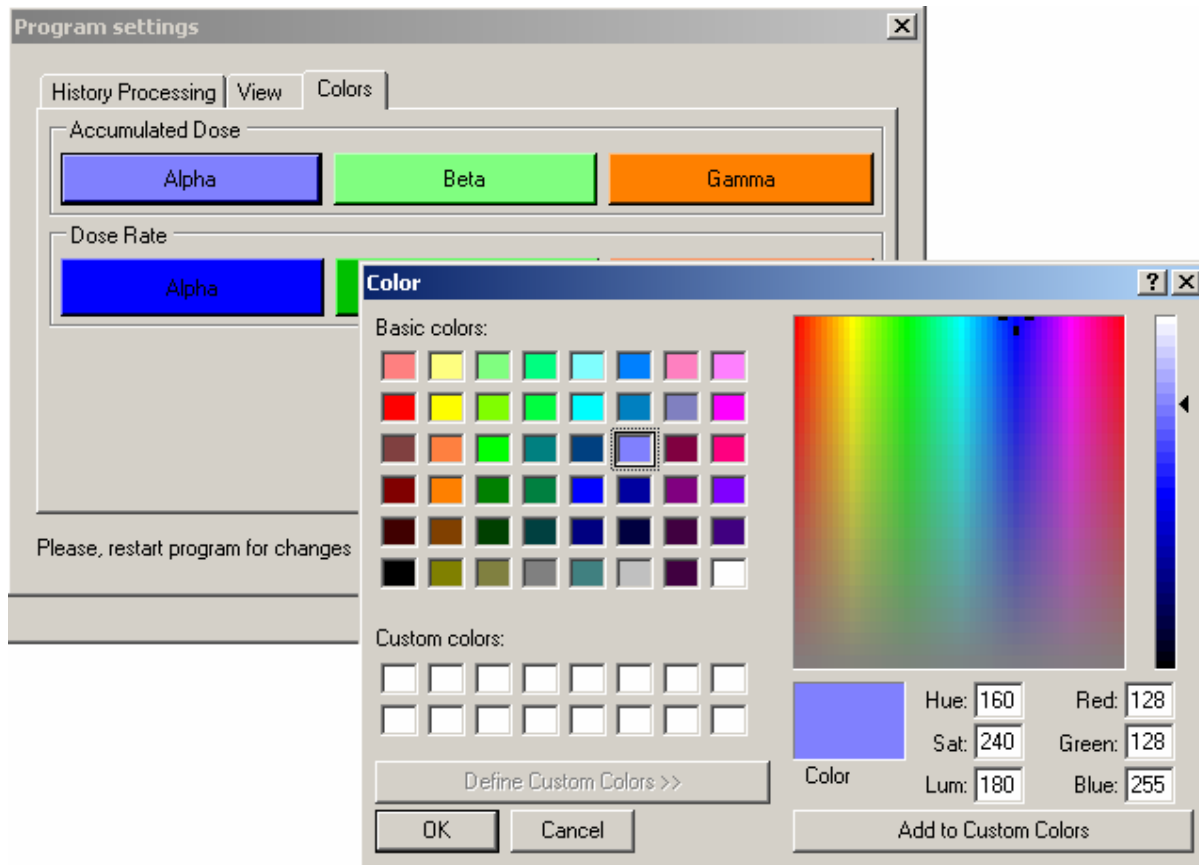 Program settings
History Processing View Colors
Accumulated Dose
Alpha Beta Gamma
Dose Rate
Alpha
Please, restart program for changes
Color
Basic colors:
Custom colors:
Define Custom Colors >>
OK Cancel
Color
Hue: 160 Red: 128
Sat: 240 Green: 128
Lum: 180 Blue: 255
Add to Custom Colors